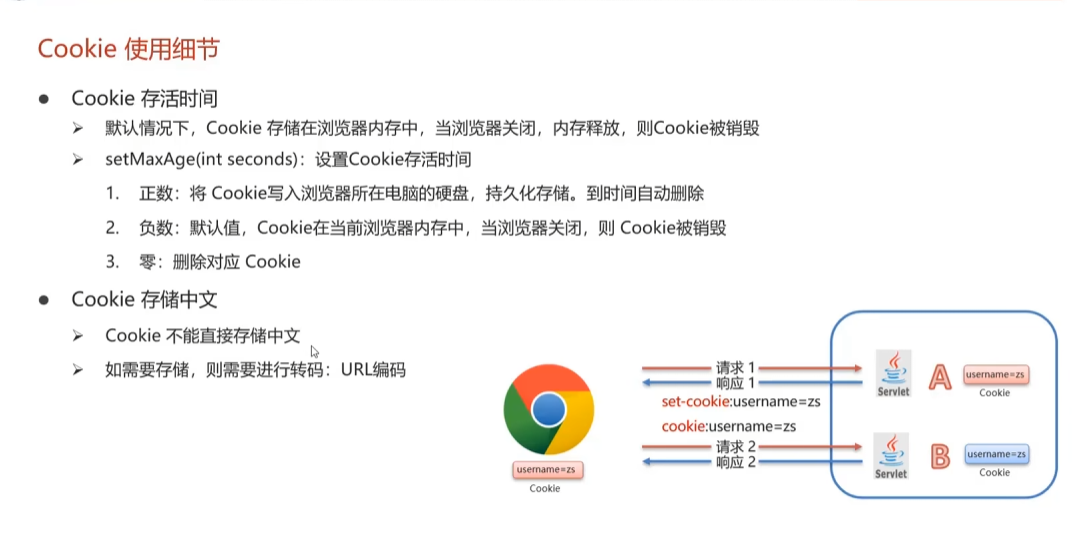 Cookie 使用细节
● Cookie 存活时间
➢ 默认情况下，Cookie 存储在浏览器内存中，当浏览器关闭，内存释放，则Cookie被销毁
➢ setMaxAge(int seconds)：设置Cookie存活时间
1. 正数：将 Cookie写入浏览器所在电脑的硬盘，持久化存储。到时间自动删除
2. 负数：默认值，Cookie在当前浏览器内存中，当浏览器关闭，则 Cookie被销毁
3. 零：删除对应 Cookie
● Cookie 存储中文
➢ Cookie 不能直接存储中文
➢ 如需要存储，则需要进行转码：URL编码
username=zs
Cookie
请求 1
响应 1
set-cookie:username=zs
cookie:username=zs
请求 2
响应 2
Servlet
A
username=zs
Cookie
Servlet
B
username=zs
Cookie